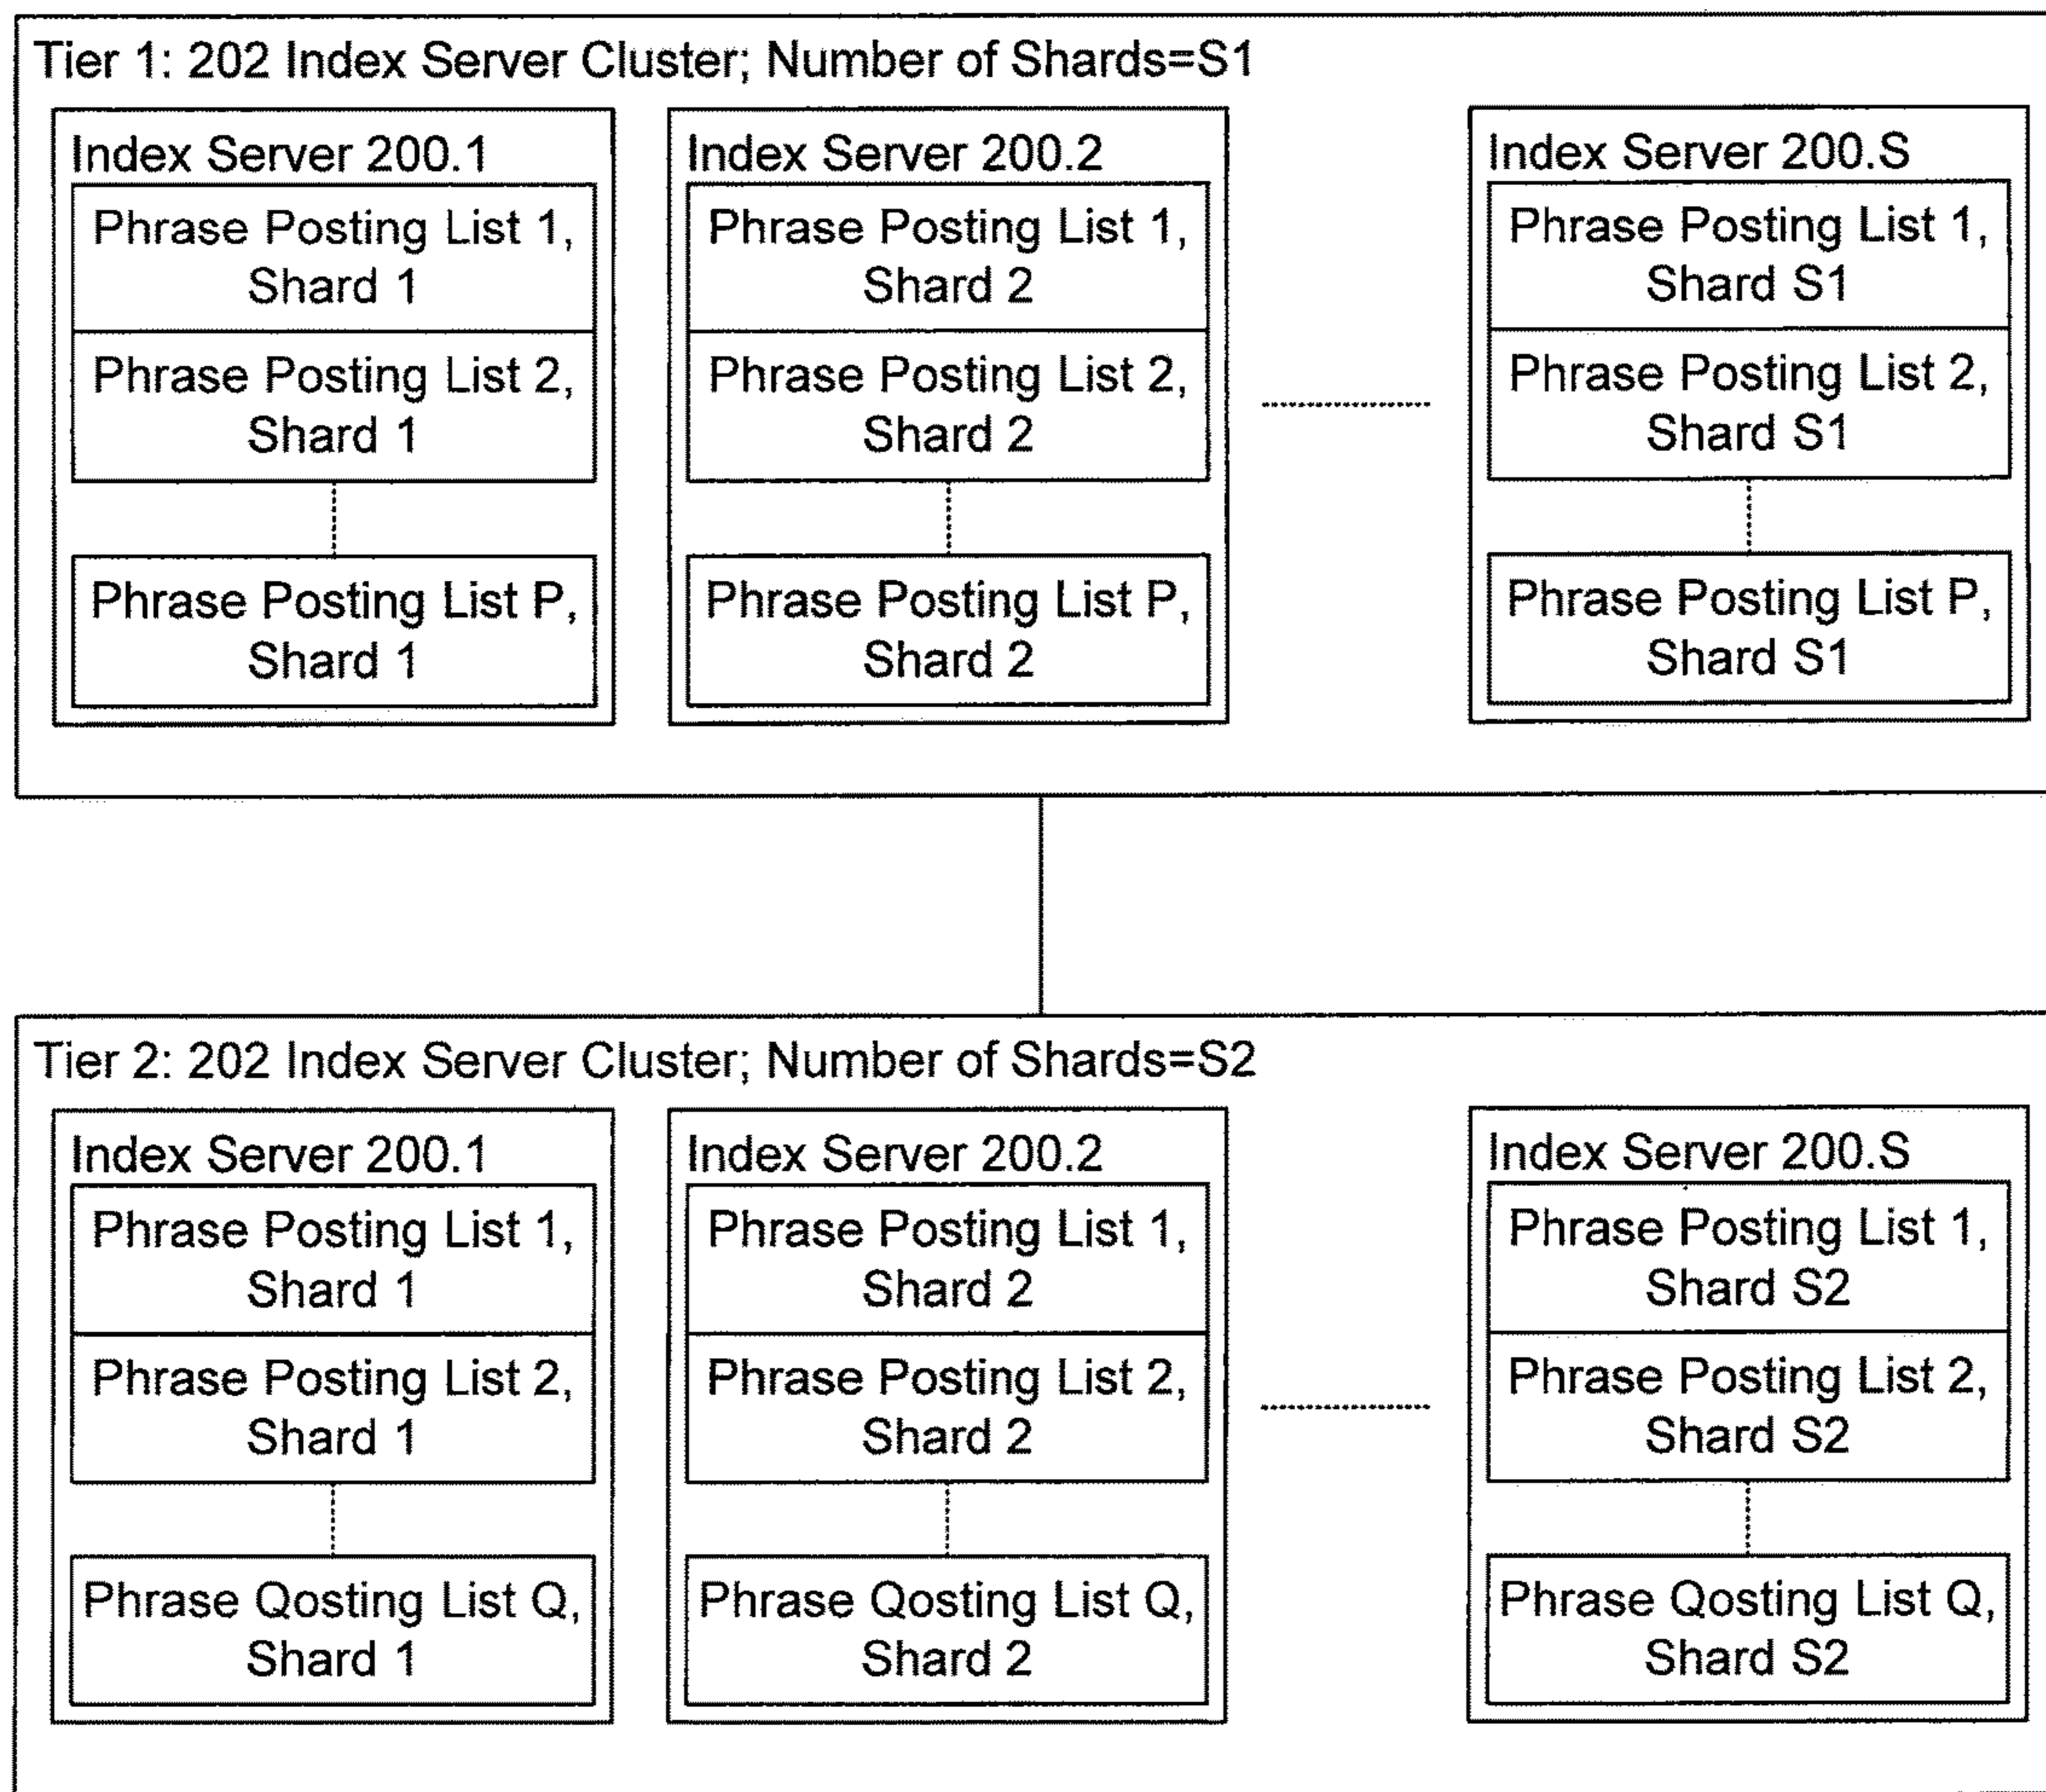 Tier 1: 202 Index Server Cluster; Number of Shards=S1
Index Server 200.1
Phrase Posting List 1,
Shard 1
Phrase Posting List 2,
Shard 1
Phrase Posting List P,
Shard 1
Index Server 200.2
Phrase Posting List 1,
Shard 2
Phrase Posting List 2,
Shard 2
Phrase Posting List P,
Shard 2
Index Server 200.S
Phrase Posting List 1,
Shard S1
Phrase Posting List 2,
Shard S1
Phrase Posting List P,
Shard S1
Tier 2: 202 Index Server Cluster; Number of Shards=S2
Index Server 200.1
Phrase Posting List 1,
Shard 1
Phrase Posting List 2,
Shard 1
Phrase Qosting List Q,
Shard 1
Index Server 200.2
Phrase Posting List 1,
Shard 2
Phrase Posting List 2,
Shard 2
Phrase Qosting List Q,
Shard 2
Index Server 200.S
Phrase Posting List 1,
Shard S2
Phrase Posting List 2,
Shard S2
Phrase Qosting List Q,
Shard S2